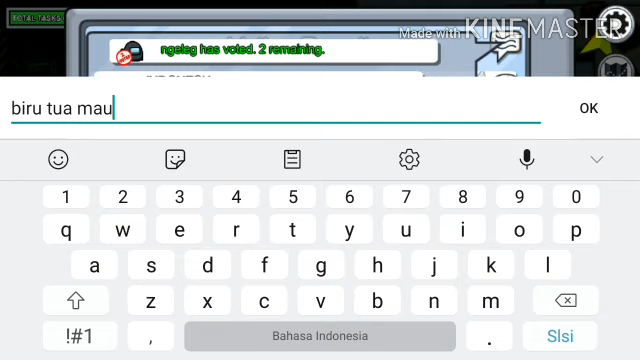 TOTAL TASKS
Made with KINEMASTER
ngeleg has voted. 2 remaining.
biru tua mau
OK
1 2 3 4 5 6 7 8 9 0
q w e r t y u i o p
a s d f g h j k l
z x c v b n m
!#1 , Bahasa Indonesia . Slsi